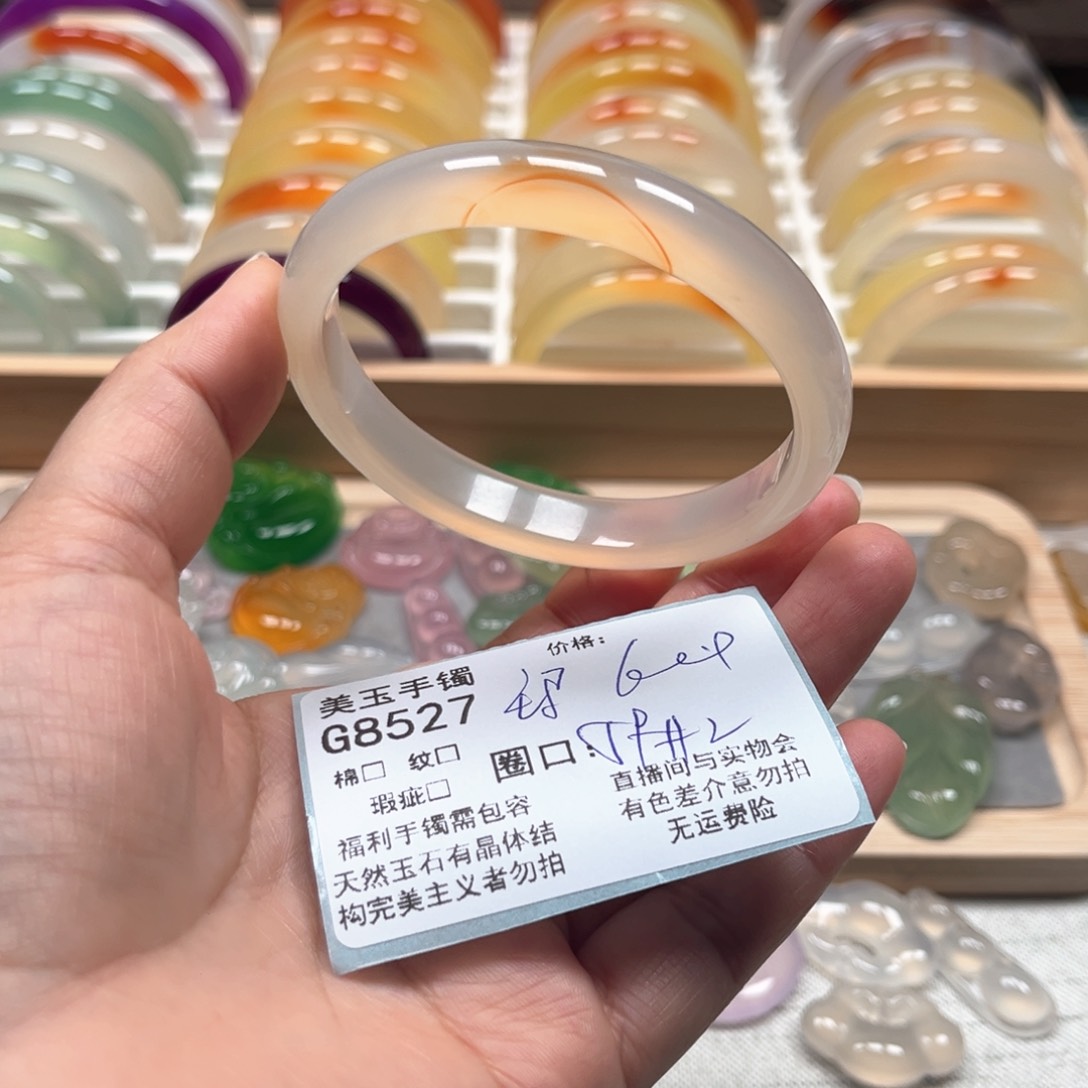 价格:
美玉手镯
G8527
棉□ 纹□
圈口:
瑕疵□
福利手镯需包容
天然玉石有晶体结
构完美主义者勿拍
直播间与实物会
有色差介意勿拍
无运费险